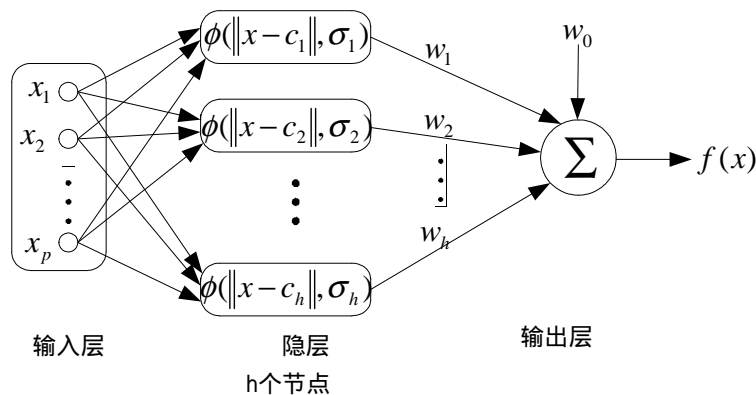 x₁
x₂
xₚ
ϕ(‖x−c₁‖,σ₁)
ϕ(‖x−c₂‖,σ₂)
ϕ(‖x−cₕ‖,σₕ)
w₁
w₂
wₕ
w₀
Σ
f(x)
输入层
隐层
输出层
h个节点